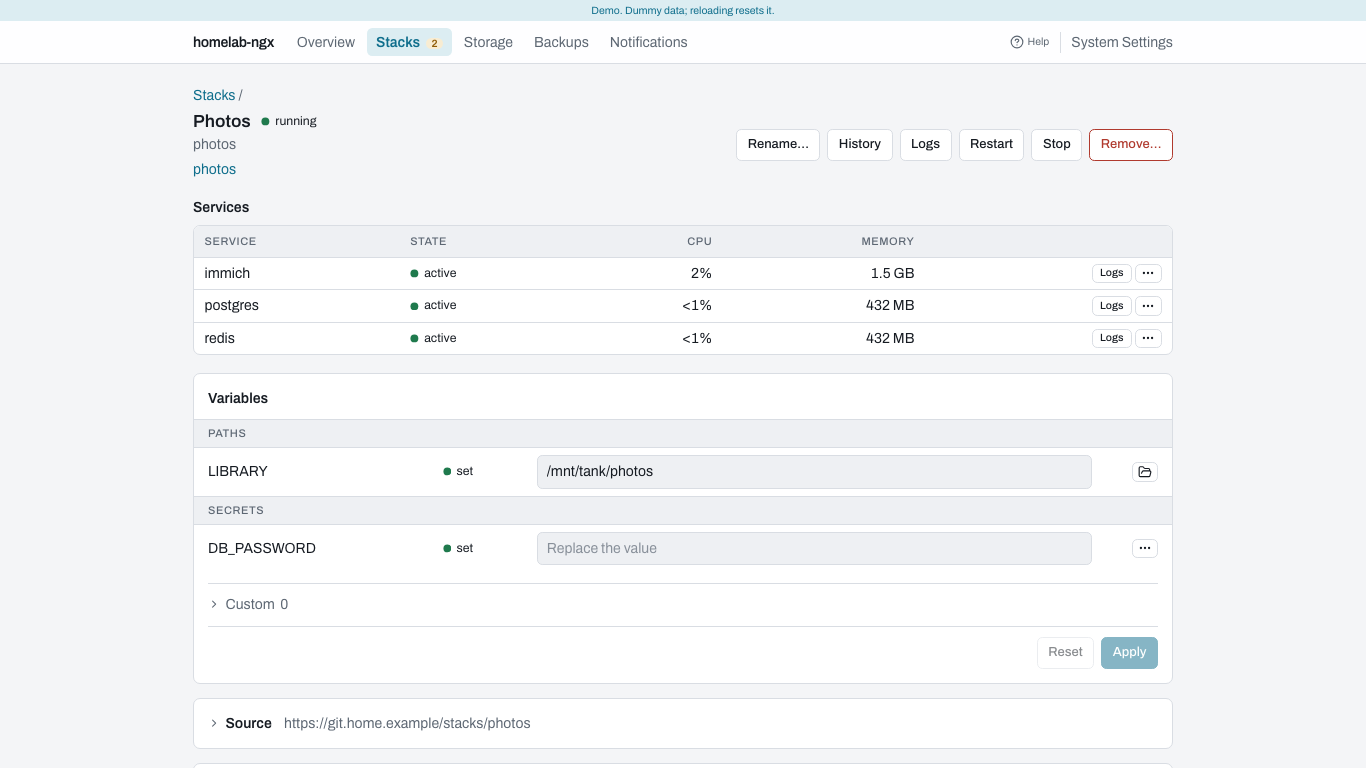 Demo. Dummy data; reloading resets it.
homelab-ngx Overview Stacks 2 Storage Backups Notifications Help System Settings
Stacks /
Photos running
photos
photos
Rename... History Logs Restart Stop Remove...
Services
SERVICE STATE CPU MEMORY
immich active 2% 1.5 GB Logs ...
postgres active <1% 432 MB Logs ...
redis active <1% 432 MB Logs ...
Variables
PATHS
LIBRARY set /mnt/tank/photos
SECRETS
DB_PASSWORD set Replace the value ...
Custom 0
Reset Apply
Source https://git.home.example/stacks/photos